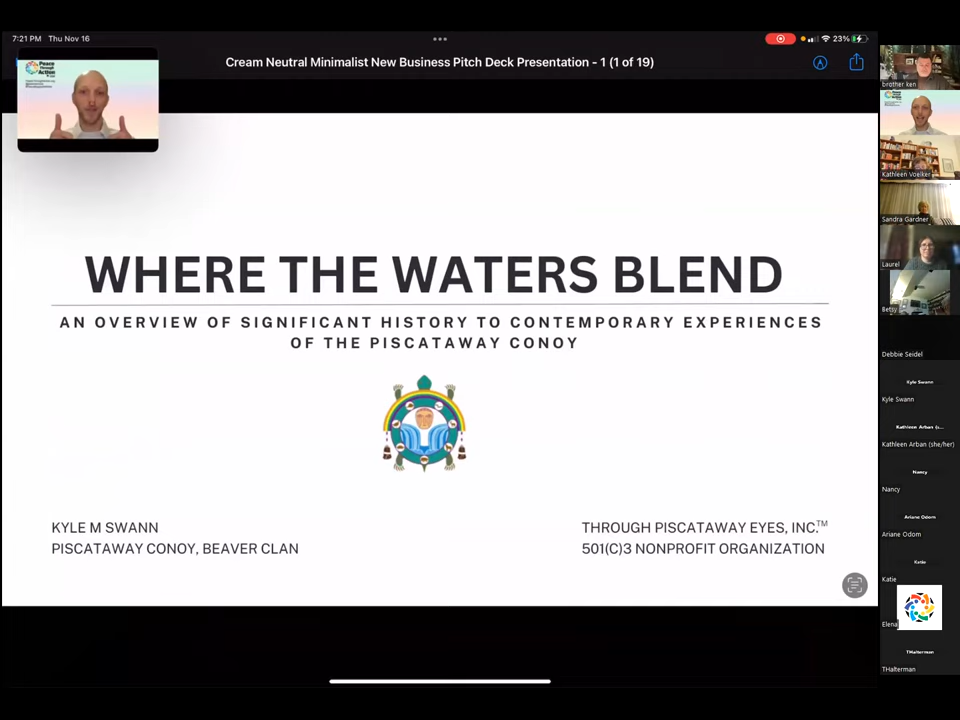 7:21 PM Thu Nov 16
23%
Cream Neutral Minimalist New Business Pitch Deck Presentation - 1 (1 of 19)
Peace
Through
Action
WHERE THE WATERS BLEND
AN OVERVIEW OF SIGNIFICANT HISTORY TO CONTEMPORARY EXPERIENCES
OF THE PISCATAWAY CONOY
KYLE M SWANN
PISCATAWAY CONOY, BEAVER CLAN
THROUGH PISCATAWAY EYES, INC.™
501(C)3 NONPROFIT ORGANIZATION
brother ken
Kathleen Voelker
Sandra Gardner
Laurel
Betsy
Debbie Seidel
Kyle Swann
Kyle Swann
Kathleen Arban (s...
Kathleen Arban (she/her)
Nancy
Nancy
Ariane Odom
Ariane Odom
Katie
Katie
Elena
THalterman
THalterman